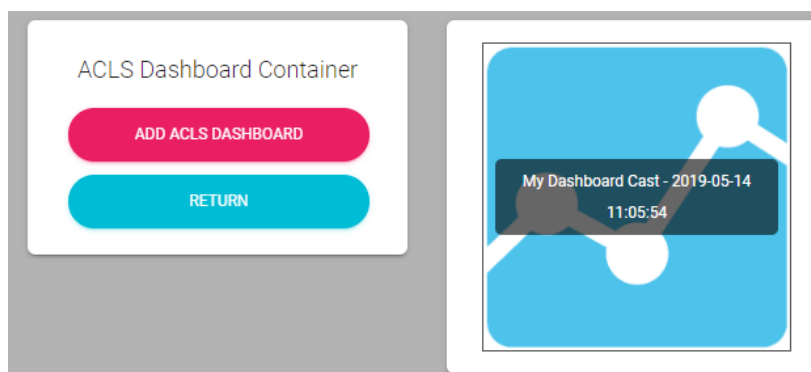 ACLS Dashboard Container
ADD ACLS DASHBOARD
RETURN
My Dashboard Cast - 2019-05-14
11:05:54